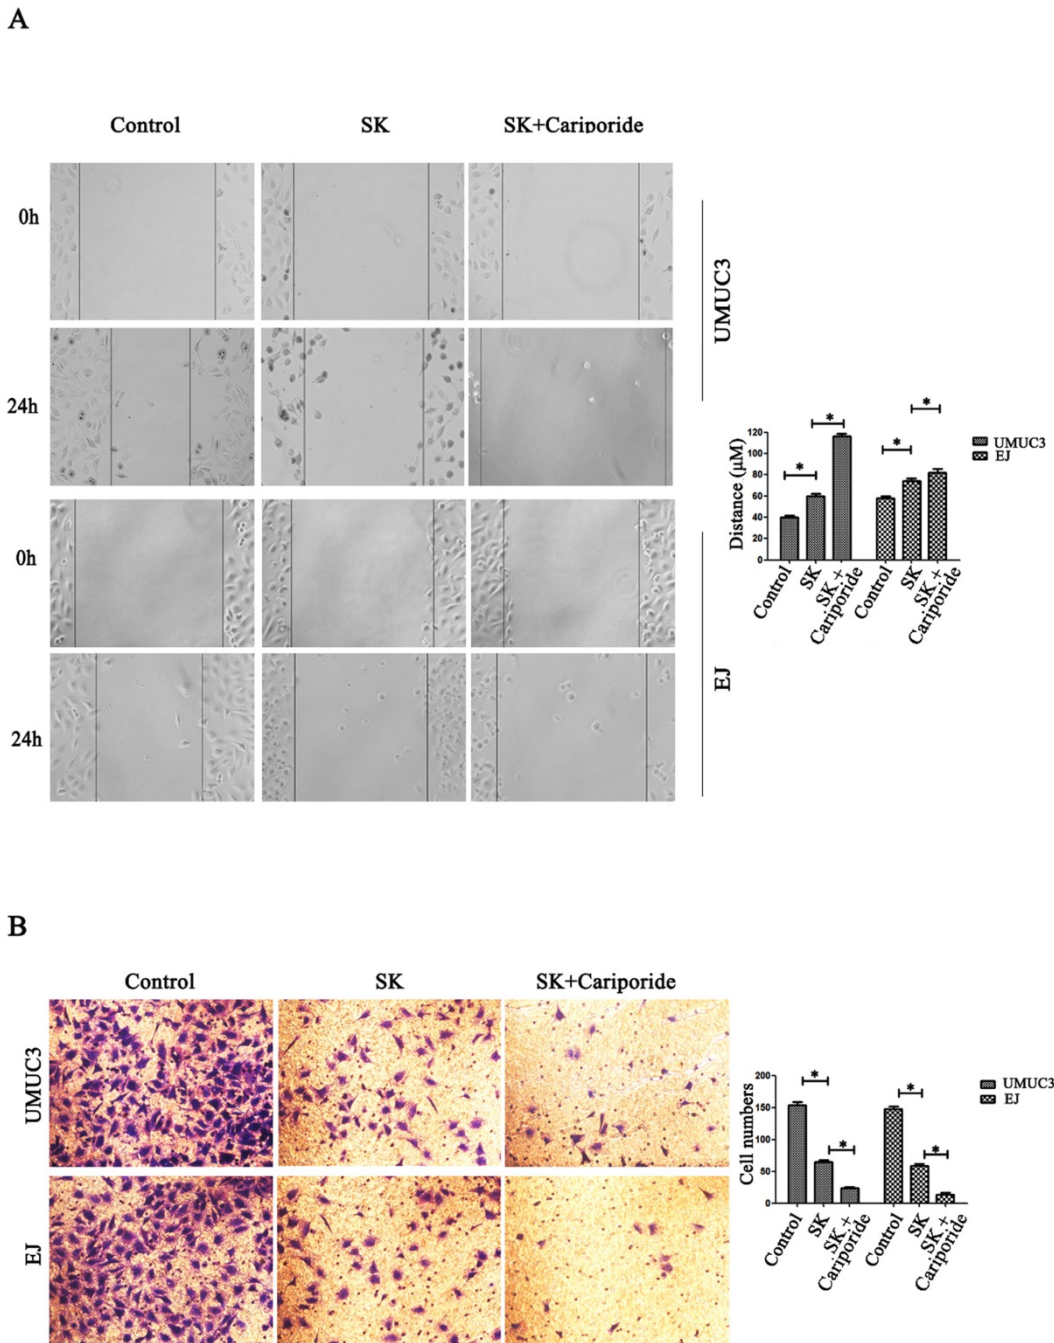 A
Control SK SK+Cariporide
0h
24h
UMUC3
0h
24h
EJ
Distance (μM)
120
100
80
60
40
20
0
* * * *
Control SK SK + Cariporide Control SK SK + Cariporide
UMUC3
EJ
B
Control SK SK+Cariporide
UMUC3
EJ
Cell numbers
200
150
100
50
0
* * * *
Control SK SK + Cariporide Control SK SK + Cariporide
UMUC3
EJ